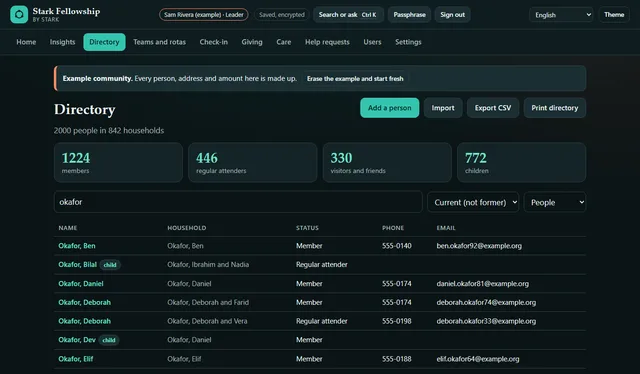 Stark Fellowship
BY STARK
Sam Rivera (example) · Leader
Saved, encrypted
Search or ask Ctrl K
Passphrase
Sign out
English
Theme
Home Insights Directory Teams and rotas Check-in Giving Care Help requests Users Settings
Example community. Every person, address and amount here is made up. Erase the example and start fresh
Directory
Add a person Import Export CSV Print directory
2000 people in 842 households
1224 446 330 772
members regular attenders visitors and friends children
okafor Current (not former) People
NAME HOUSEHOLD STATUS PHONE EMAIL
Okafor, Ben Okafor, Ben Member 555-0140 ben.okafor92@example.org
Okafor, Bilal child Okafor, Ibrahim and Nadia Regular attender
Okafor, Daniel Okafor, Daniel Member 555-0174 daniel.okafor81@example.org
Okafor, Deborah Okafor, Deborah and Farid Member 555-0174 deborah.okafor74@example.org
Okafor, Deborah Okafor, Deborah and Vera Regular attender 555-0198 deborah.okafor33@example.org
Okafor, Dev child Okafor, Daniel Member
Okafor, Elif Okafor, Elif Member 555-0188 elif.okafor64@example.org